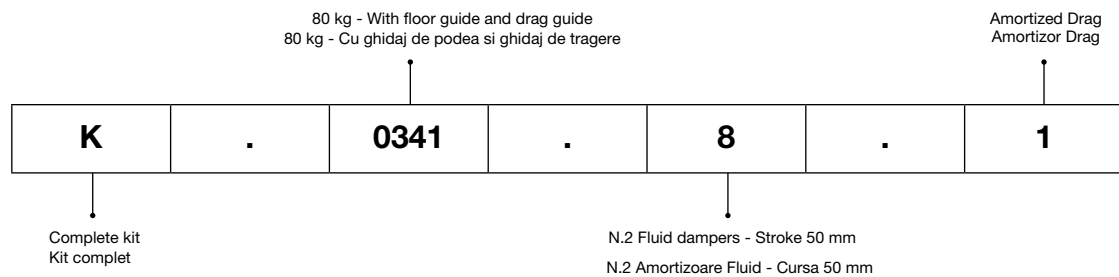 80 kg - With floor guide and drag guide
80 kg - Cu ghidaj de podea si ghidaj de tragere
Amortized Drag
Amortizor Drag
K . 0341 . 8 . 1
Complete kit
Kit complet
N.2 Fluid dampers - Stroke 50 mm
N.2 Amortizoare Fluid - Cursa 50 mm